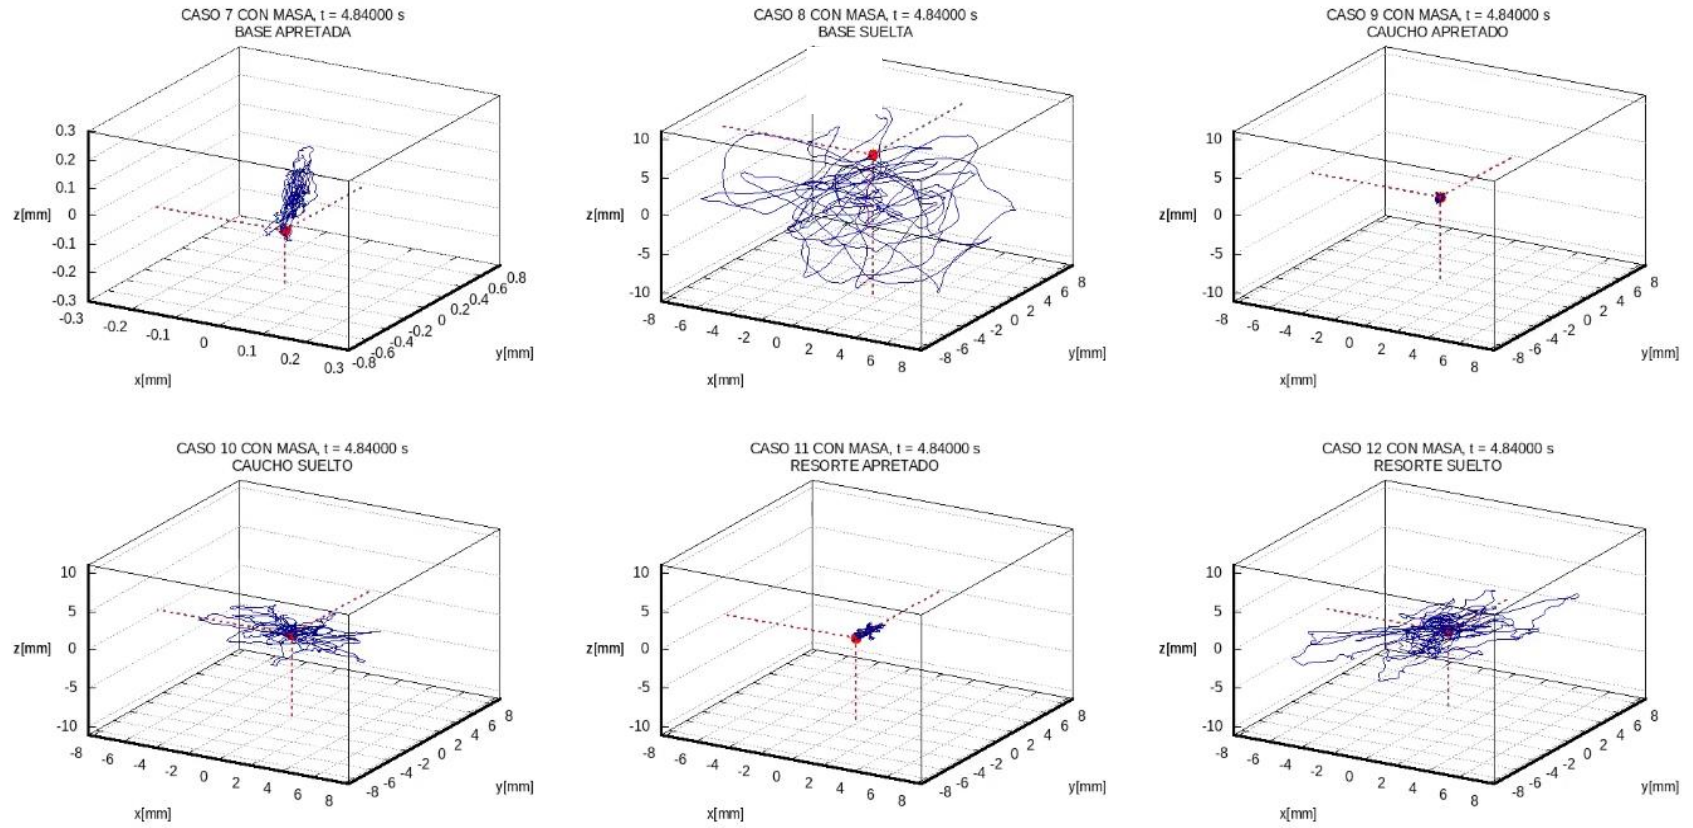 CASO 7 CON MASA, t = 4.84000 s
BASE APRETADA
0.3
0.2
0.1
z[mm] 0
-0.1
-0.2
-0.3
-0.3 -0.2 -0.1 0 0.1 0.2 0.3
x[mm]
-0.8 -0.6 -0.4 -0.2 0 0.2 0.4 0.6 0.8
y[mm]
CASO 8 CON MASA, t = 4.84000 s
BASE SUELTA
10
5
z[mm] 0
-5
-10
-8 -6 -4 -2 0 2 4 6 8
x[mm]
-8 -6 -4 -2 0 2 4 6 8
y[mm]
CASO 9 CON MASA, t = 4.84000 s
CAUCHO APRETADO
10
5
z[mm] 0
-5
-10
-8 -6 -4 -2 0 2 4 6 8
x[mm]
-8 -6 -4 -2 0 2 4 6 8
y[mm]
CASO 10 CON MASA, t = 4.84000 s
CAUCHO SUELTO
10
5
z[mm] 0
-5
-10
-8 -6 -4 -2 0 2 4 6 8
x[mm]
-8 -6 -4 -2 0 2 4 6 8
y[mm]
CASO 11 CON MASA, t = 4.84000 s
RESORTE APRETADO
10
5
z[mm] 0
-5
-10
-8 -6 -4 -2 0 2 4 6 8
x[mm]
-8 -6 -4 -2 0 2 4 6 8
y[mm]
CASO 12 CON MASA, t = 4.84000 s
RESORTE SUELTO
10
5
z[mm] 0
-5
-10
-8 -6 -4 -2 0 2 4 6 8
x[mm]
-8 -6 -4 -2 0 2 4 6 8
y[mm]